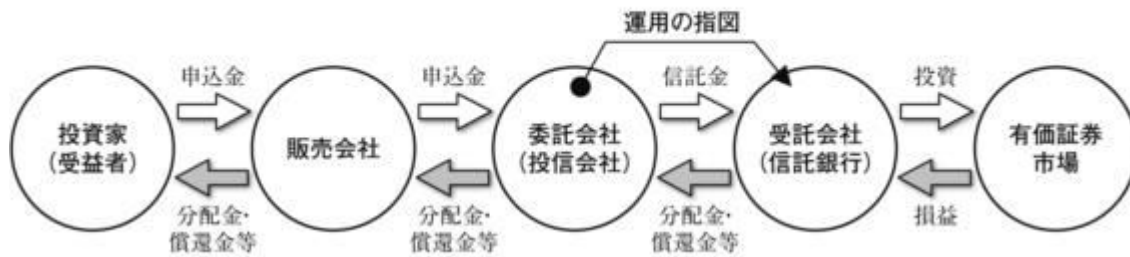 運用の指図
申込金
申込金
信託金
投資
投資家
(受益者)
販売会社
委託会社
(投信会社)
受託会社
(信託銀行)
有価証券
市場
分配金・
償還金等
分配金・
償還金等
分配金・
償還金等
損益